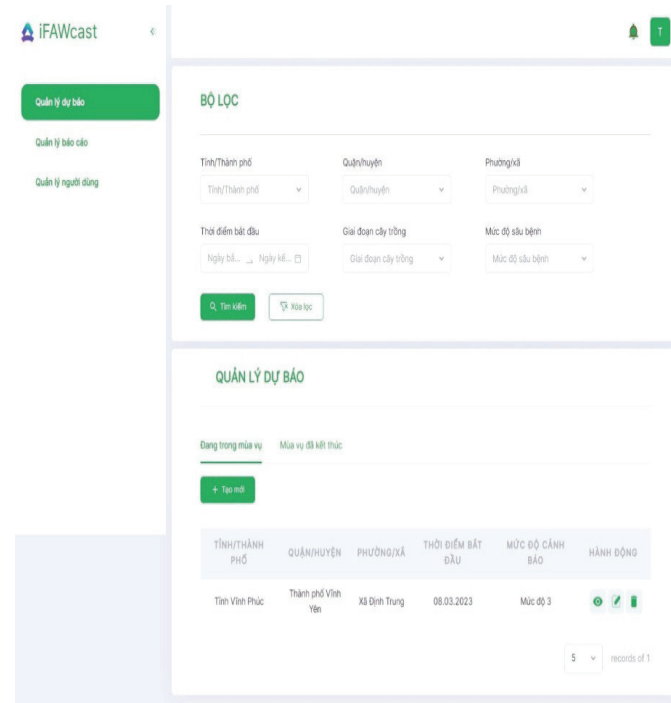 iFAWcast
T
Quản lý dự báo
Quản lý báo cáo
Quản lý người dùng
BỘ LỌC
Tỉnh/Thành phố
Quận/huyện
Phường/xã
Tỉnh/Thành phố
Quận/huyện
Phường/xã
Thời điểm bắt đầu
Giai đoạn cây trồng
Mức độ sâu bệnh
Ngày bắ... → Ngày kế...
Giai đoạn cây trồng
Mức độ sâu bệnh
Tìm kiếm
Xóa lọc
QUẢN LÝ DỰ BÁO
Đang trong mùa vụ
Mùa vụ đã kết thúc
+ Tạo mới
TỈNH/THÀNH PHỐ
QUẬN/HUYỆN
PHƯỜNG/XÃ
THỜI ĐIỂM BẮT ĐẦU
MỨC ĐỘ CẢNH BÁO
HÀNH ĐỘNG
Tỉnh Vĩnh Phúc
Thành phố Vĩnh Yên
Xã Định Trung
08.03.2023
Mức độ 3
5
records of 1